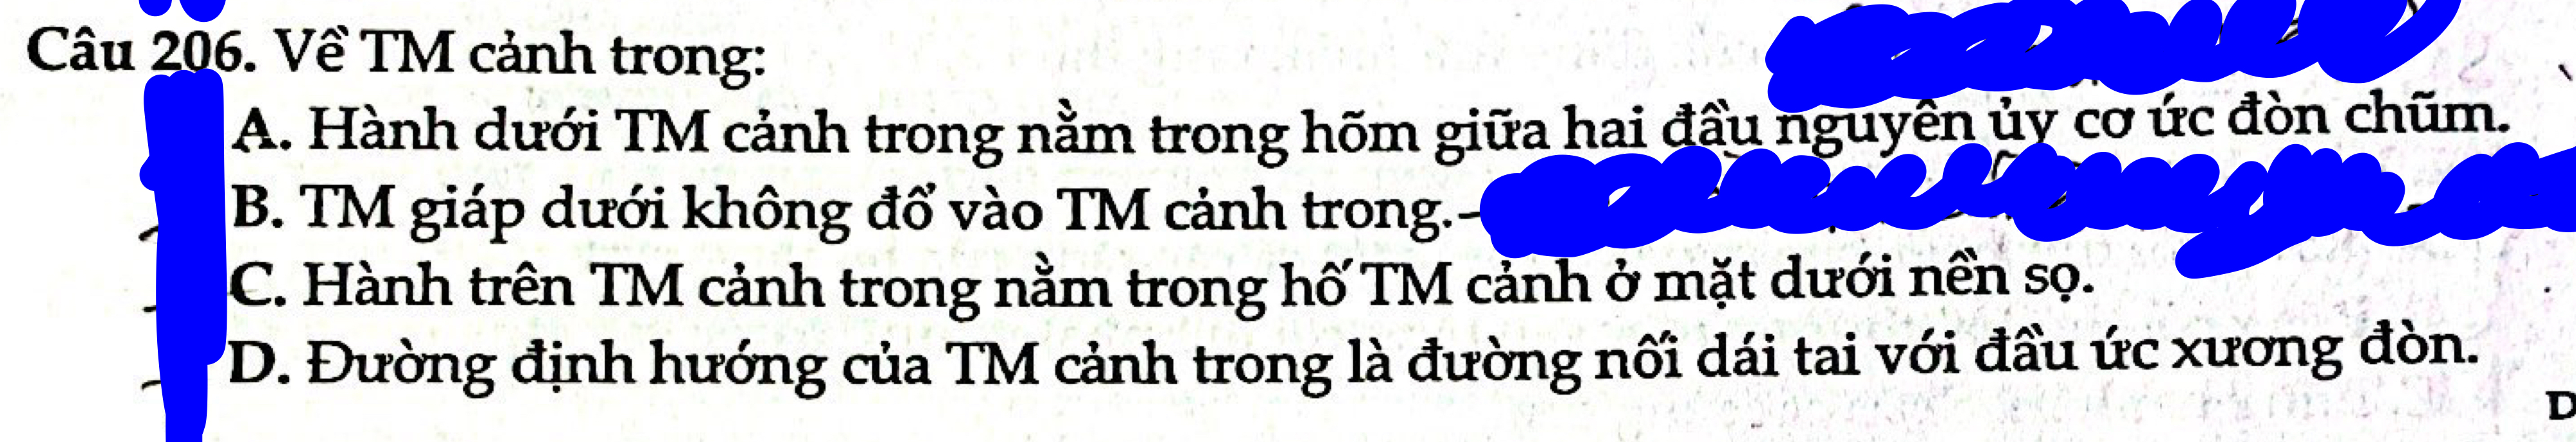 Câu 206. Về TM cảnh trong:
A. Hành dưới TM cảnh trong nằm trong hõm giữa hai đầu nguyên ủy cơ ức đòn chũm.
B. TM giáp dưới không đổ vào TM cảnh trong.
C. Hành trên TM cảnh trong nằm trong hố TM cảnh ở mặt dưới nền sọ.
D. Đường định hướng của TM cảnh trong là đường nối dái tai với đầu ức xương đòn.
D